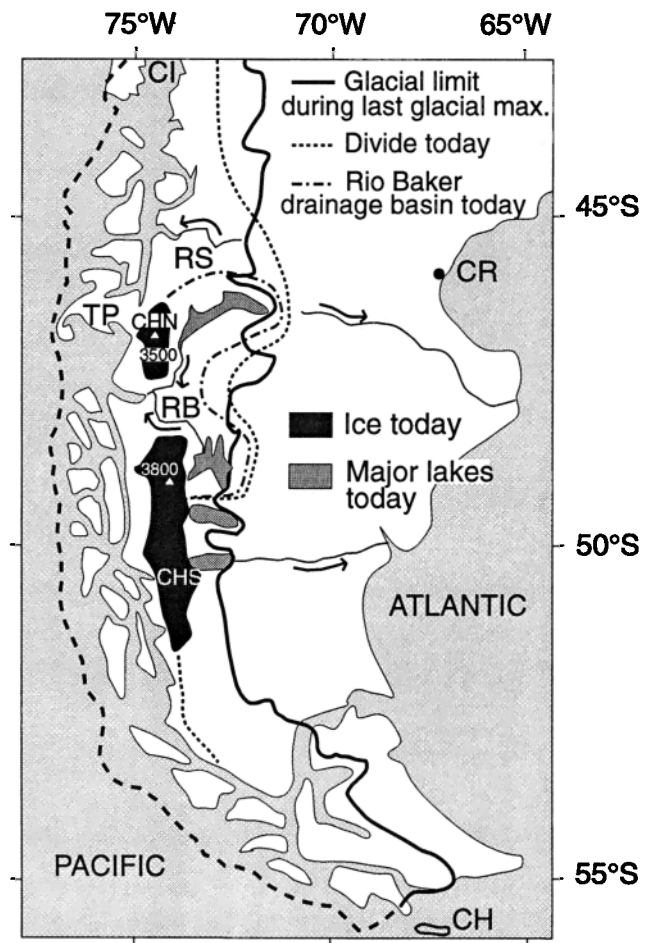 75°W
70°W
65°W
CI
Glacial limit
during last glacial max.
Divide today
Rio Baker
drainage basin today
45°S
RS
CR
TP
CHN
3500
RB
Ice today
3800
Major lakes
today
50°S
CHS
ATLANTIC
PACIFIC
55°S
CH